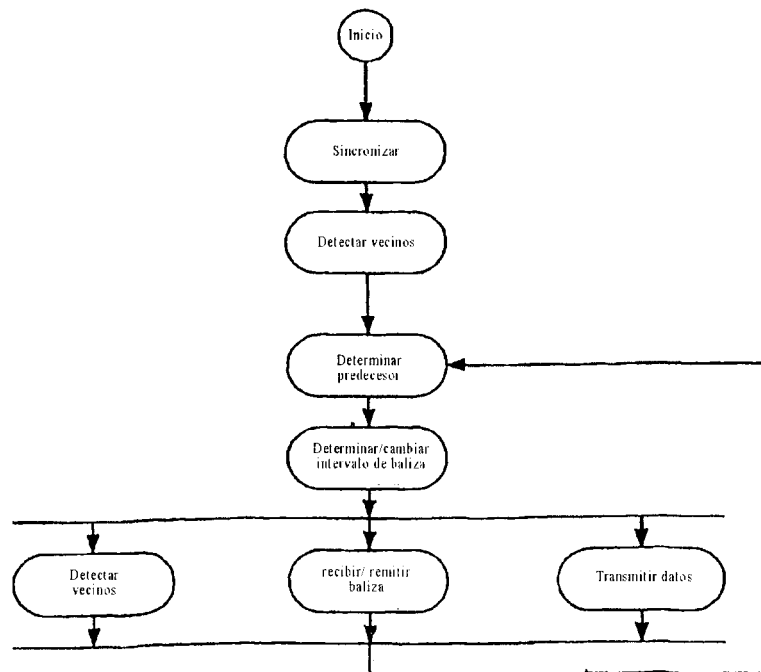 Inicio
Sincronizar
Detectar vecinos
Determinar
predecesor
Determinar/cambiar
intervalo de baliza
Detectar
vecinos
recibir/ remitir
baliza
Transmitir datos